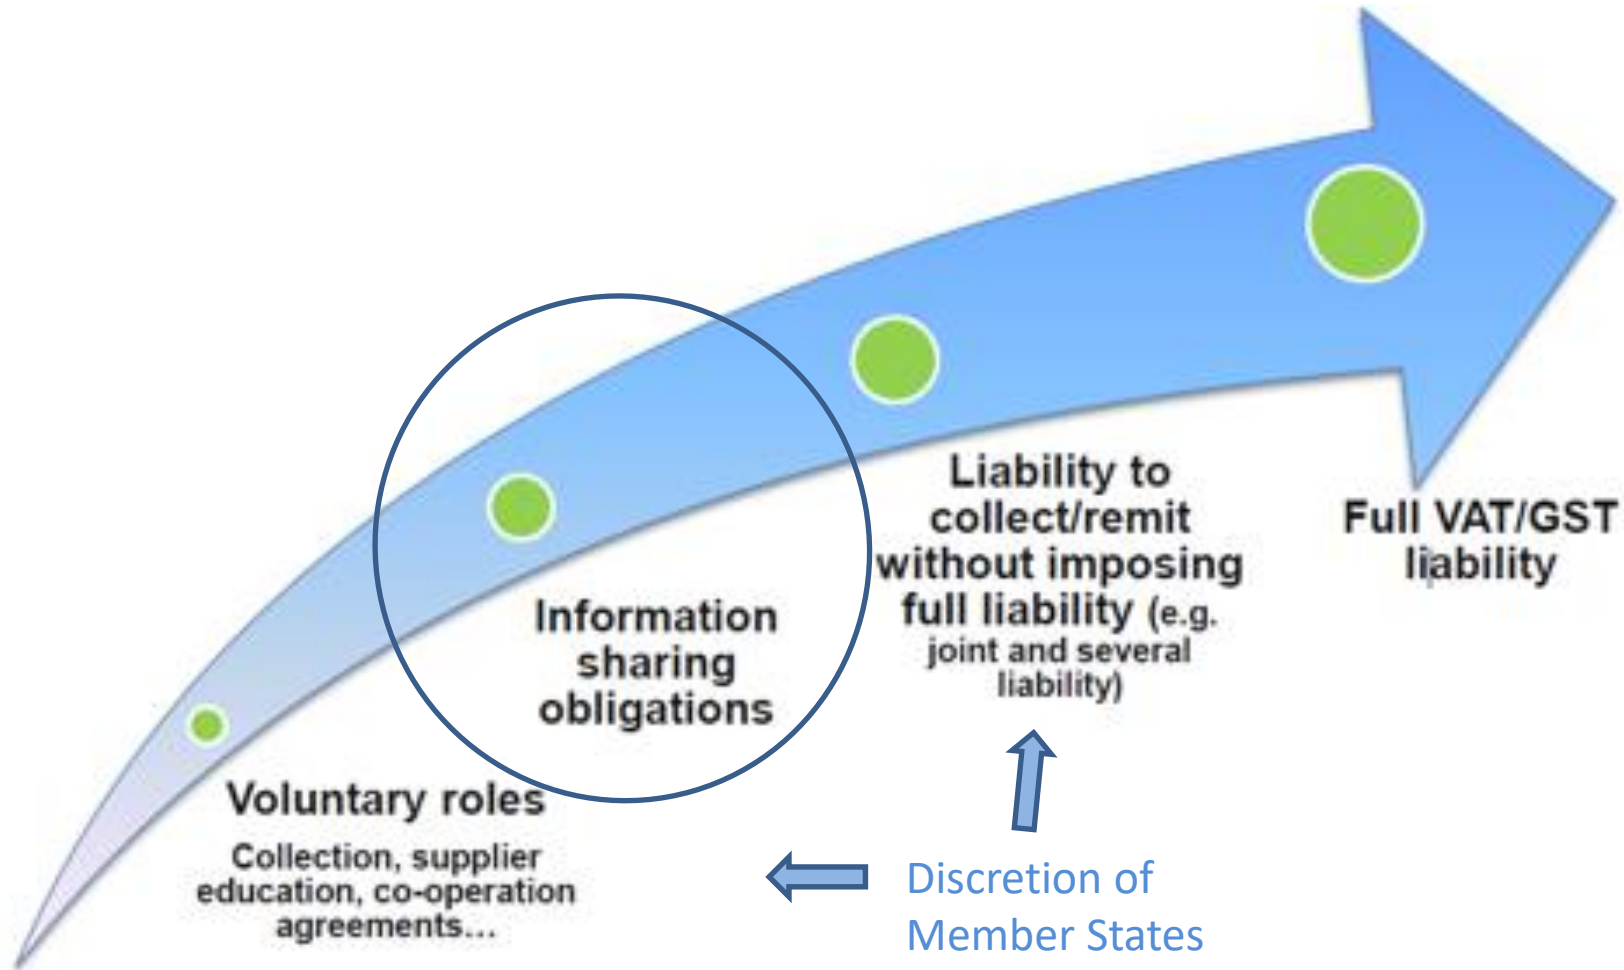 Liability to
collect/remit
without imposing
full liability (e.g.
joint and several
liability)
Full VAT/GST
liability
Information
sharing
obligations
Voluntary roles
Collection, supplier
education, co-operation
agreements...
Discretion of
Member States